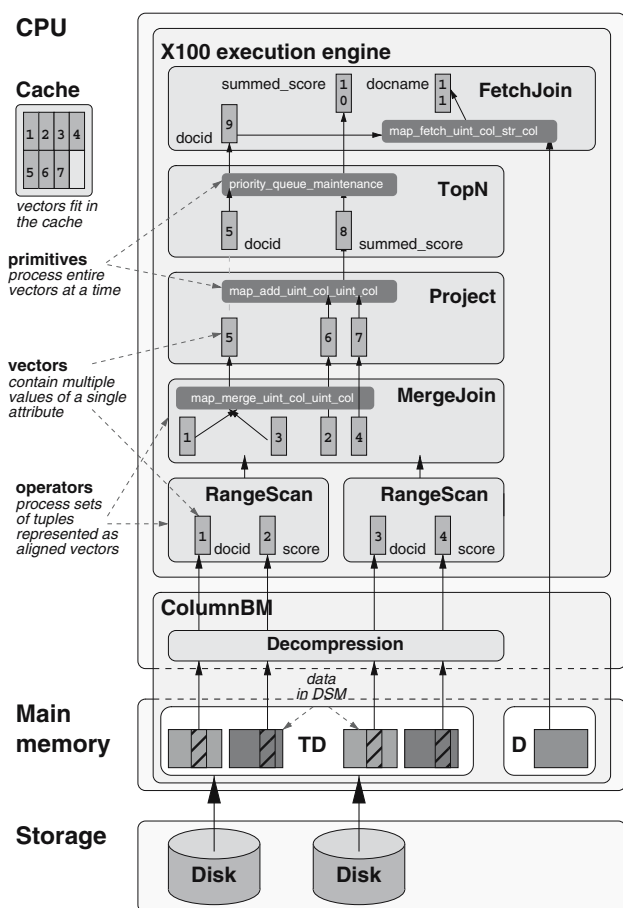 CPU
X100 execution engine
Cache
1 2 3 4
5 6 7
vectors fit in
the cache
summed_score
1
0
docname
1
1
FetchJoin
docid
9
map_fetch_uint_col_str_col
priority_queue_maintenance
TopN
5
docid
8
summed_score
primitives
process entire
vectors at a time
map_add_uint_col_uint_col
Project
5
6
7
vectors
contain multiple
values of a single
attribute
map_merge_uint_col_uint_col
MergeJoin
1
3
2
4
operators
process sets
of tuples
represented as
aligned vectors
RangeScan
RangeScan
1
docid
2
score
3
docid
4
score
ColumnBM
Decompression
data
in DSM
Main
memory
TD
D
Storage
Disk
Disk